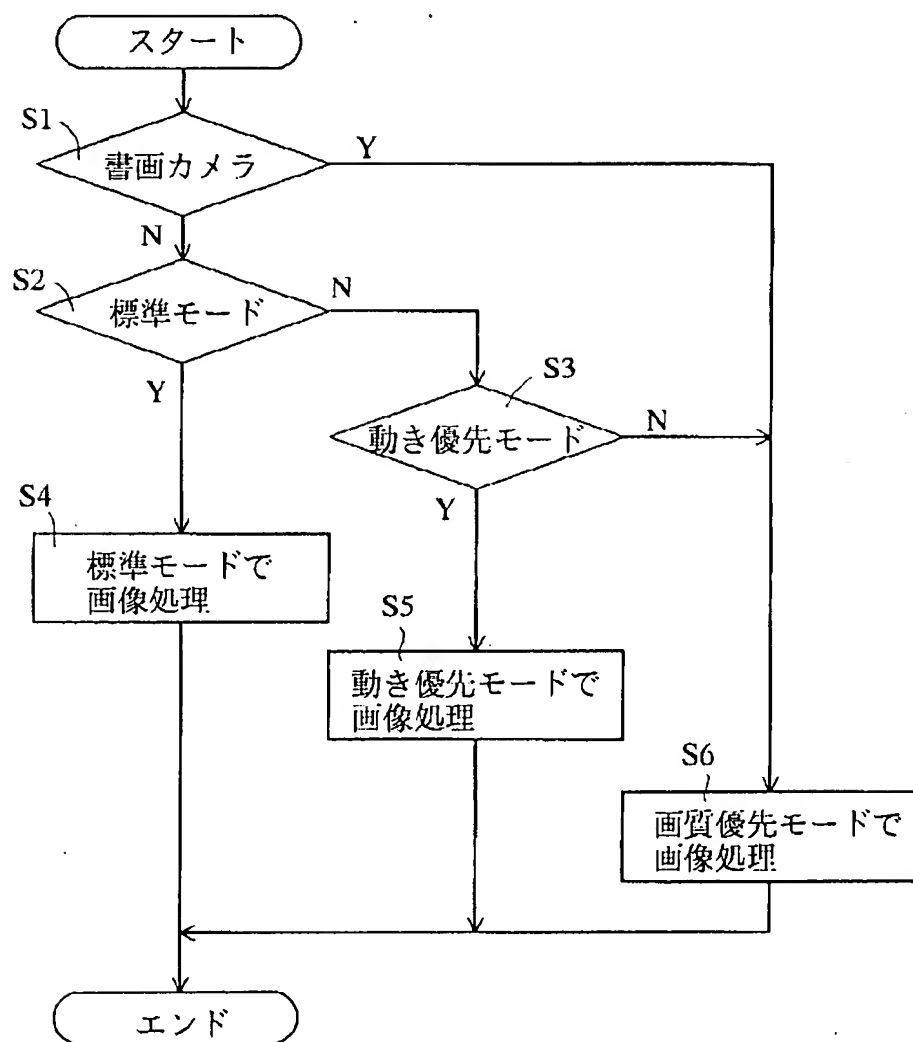 スタート
S1
書画カメラ
Y
N
S2
標準モード
N
Y
S3
動き優先モード
N
Y
S4
標準モードで
画像処理
S5
動き優先モードで
画像処理
S6
画質優先モードで
画像処理
エンド